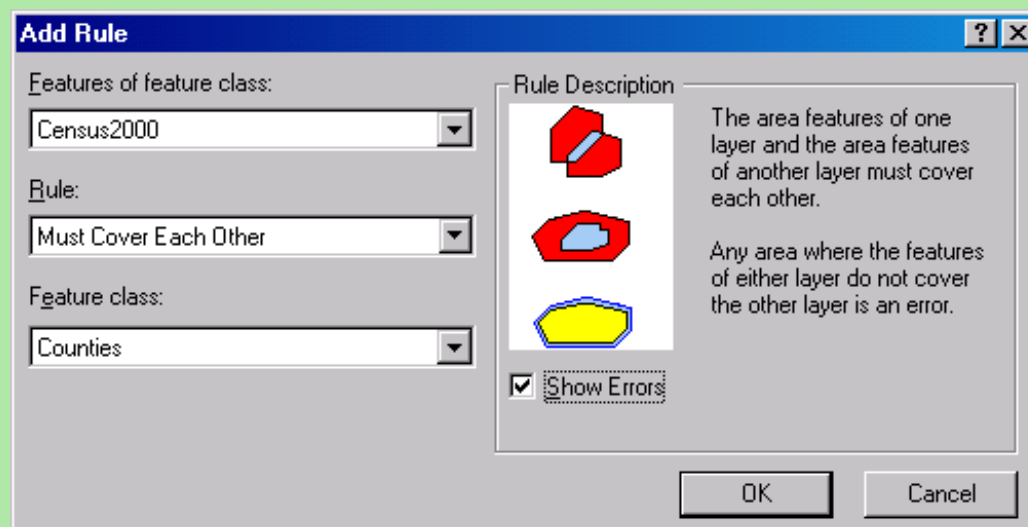 Add Rule
Features of feature class:
Census2000
Rule:
Must Cover Each Other
Feature class:
Counties
Rule Description
The area features of one
layer and the area features
of another layer must cover
each other.
Any area where the features
of either layer do not cover
the other layer is an error.
Show Errors
OK
Cancel